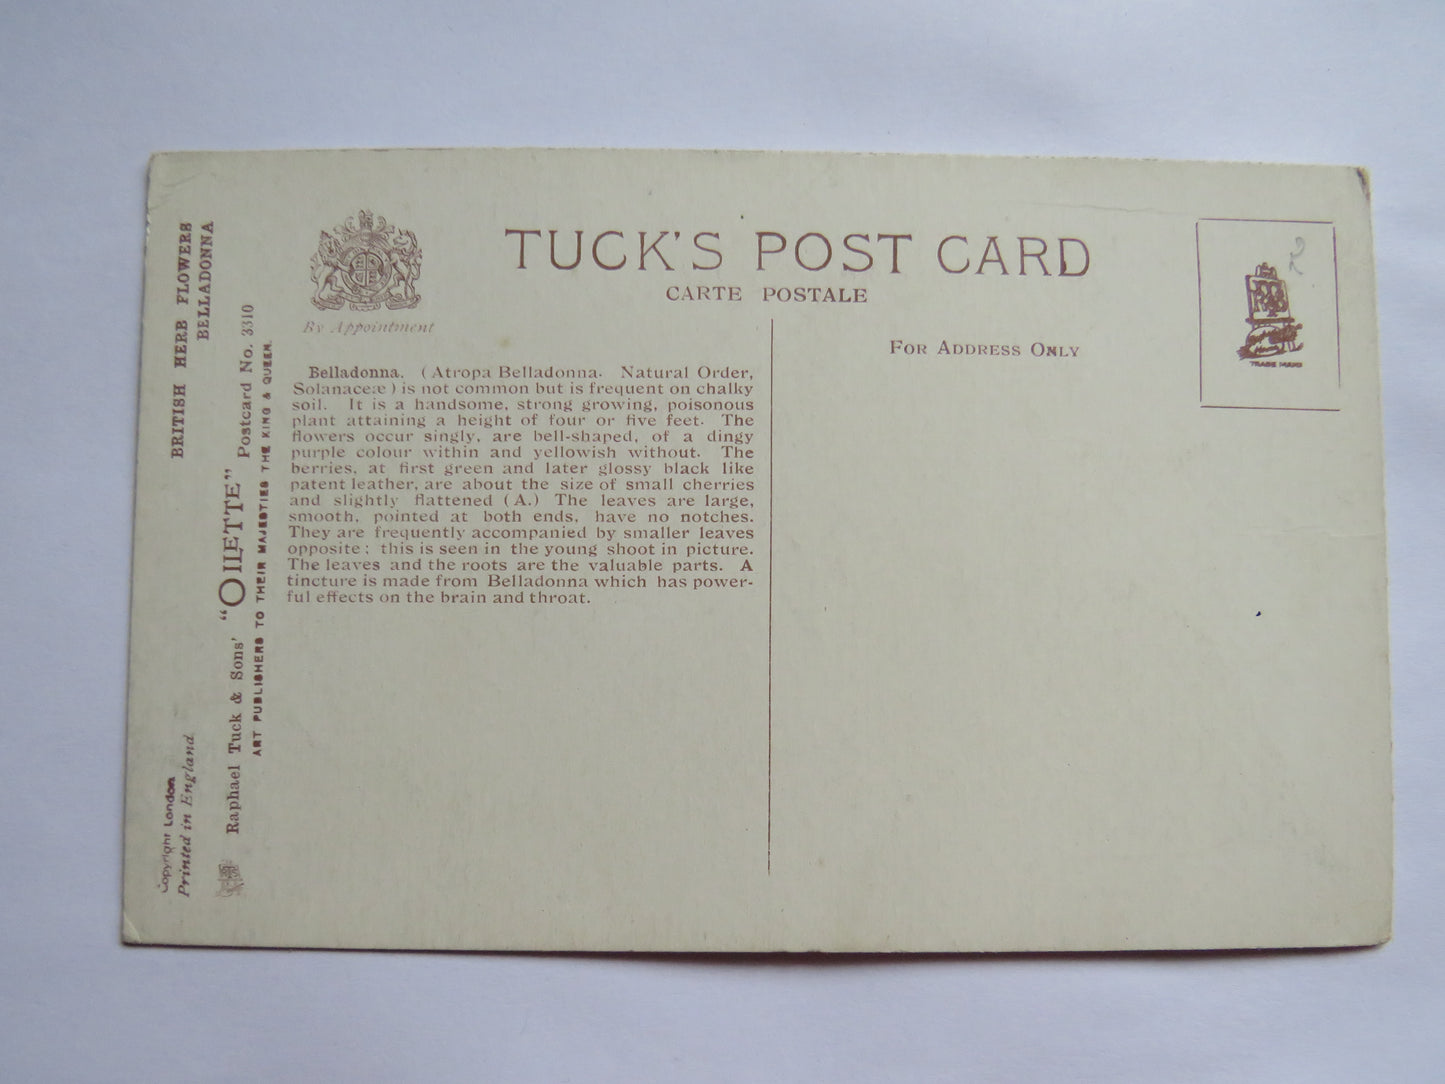 TUCK'S POST CARD
CARTE POSTALE
By Appointment
FOR ADDRESS ONLY
TRADE MARK
Belladonna. (Atropa Belladonna. Natural Order,
Solanaceæ) is not common but is frequent on chalky
soil. It is a handsome, strong growing, poisonous
plant attaining a height of four or five feet. The
flowers occur singly, are bell-shaped, of a dingy
purple colour within and yellowish without. The
berries, at first green and later glossy black like
patent leather, are about the size of small cherries
and slightly flattened (A.) The leaves are large,
smooth, pointed at both ends, have no notches.
They are frequently accompanied by smaller leaves
opposite; this is seen in the young shoot in picture.
The leaves and the roots are the valuable parts. A
tincture is made from Belladonna which has power-
ful effects on the brain and throat.
BRITISH HERB FLOWERS
BELLADONNA
Copyright London
Printed in England
Raphael Tuck & Sons' "OILETTE" Postcard No. 3310
ART PUBLISHERS TO THEIR MAJESTIES THE KING & QUEEN.